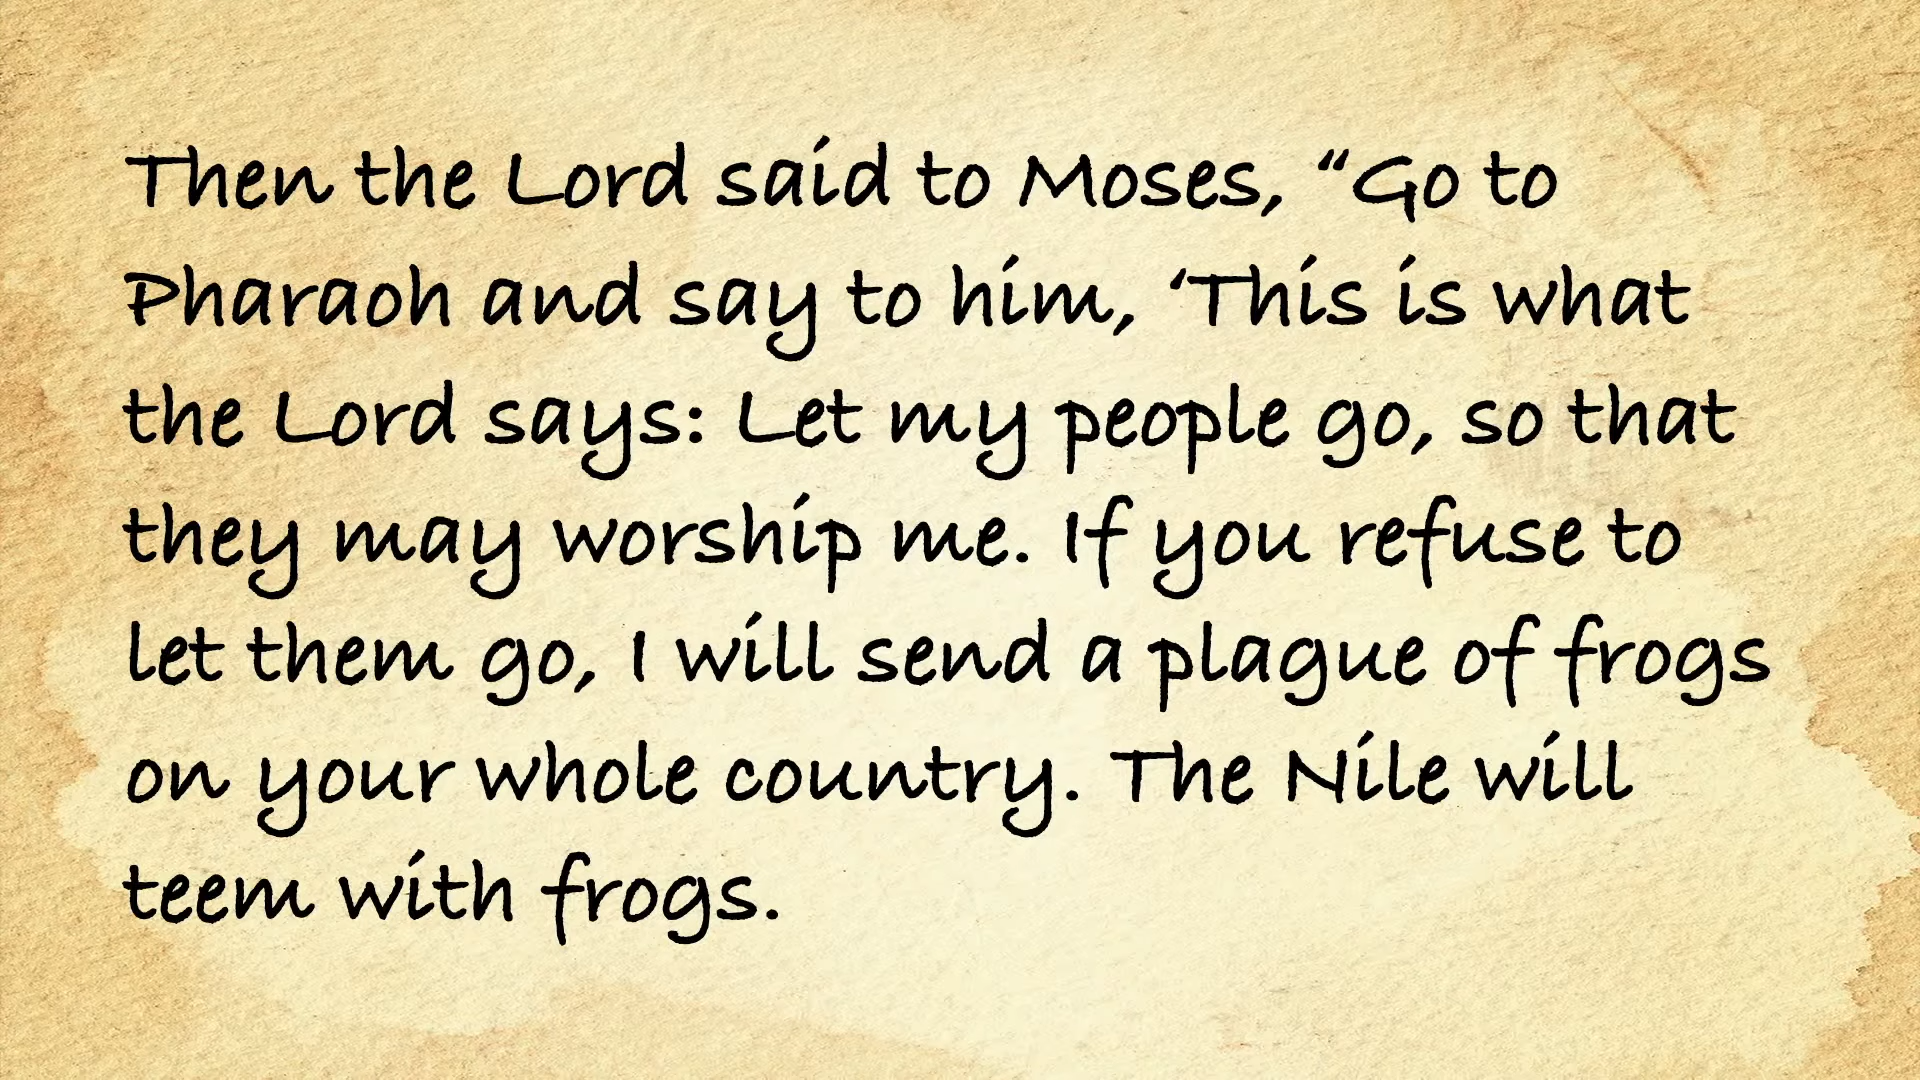 Then the Lord said to Moses, “Go to
Pharaoh and say to him, ‘This is what
the Lord says: Let my people go, so that
they may worship me. If you refuse to
let them go, I will send a plague of frogs
on your whole country. The Nile will
teem with frogs.